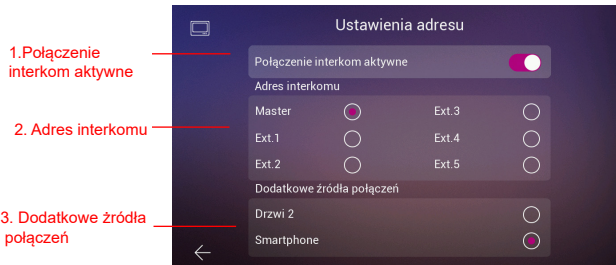 Ustawienia adresu
1.Połączenie
interkom aktywne
Połączenie interkom aktywne
Adres interkomu
2. Adres interkomu
Master
Ext.3
Ext.1
Ext.4
Ext.2
Ext.5
Dodatkowe źródła połączeń
3. Dodatkowe żródła
połączeń
Drzwi 2
Smartphone